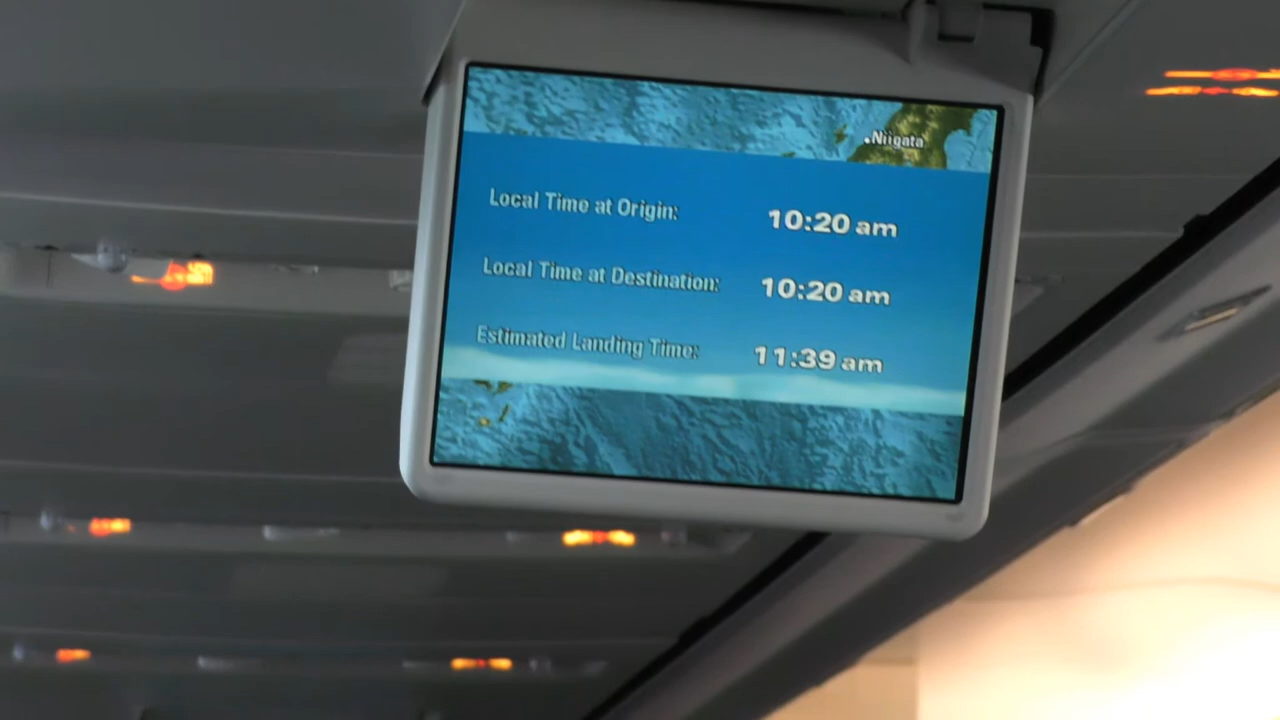 Niigata
Local Time at Origin: 10:20 am
Local Time at Destination: 10:20 am
Estimated Landing Time: 11:39 am